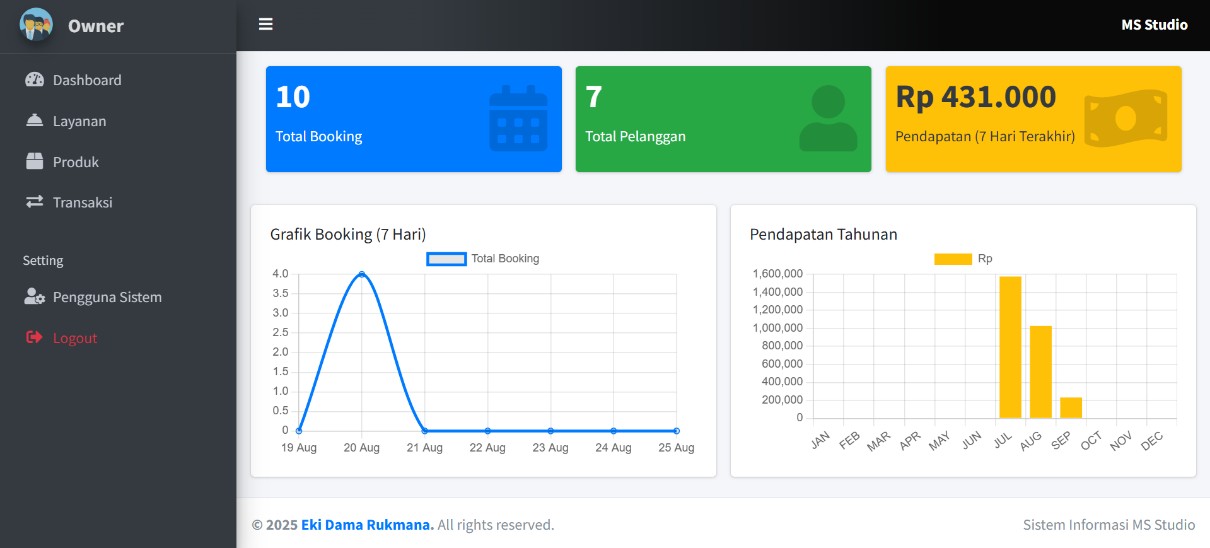 Owner
MS Studio
Dashboard
Layanan
Produk
Transaksi
Setting
Pengguna Sistem
Logout
10
Total Booking
7
Total Pelanggan
Rp 431.000
Pendapatan (7 Hari Terakhir)
Grafik Booking (7 Hari)
Total Booking
4.0
3.5
3.0
2.5
2.0
1.5
1.0
0.5
0
19 Aug 20 Aug 21 Aug 22 Aug 23 Aug 24 Aug 25 Aug
Pendapatan Tahunan
Rp
1,600,000
1,400,000
1,200,000
1,000,000
800,000
600,000
400,000
200,000
0
JAN FEB MAR APR MAY JUN JUL AUG SEP OCT NOV DEC
© 2025 Eki Dama Rukmana. All rights reserved.
Sistem Informasi MS Studio